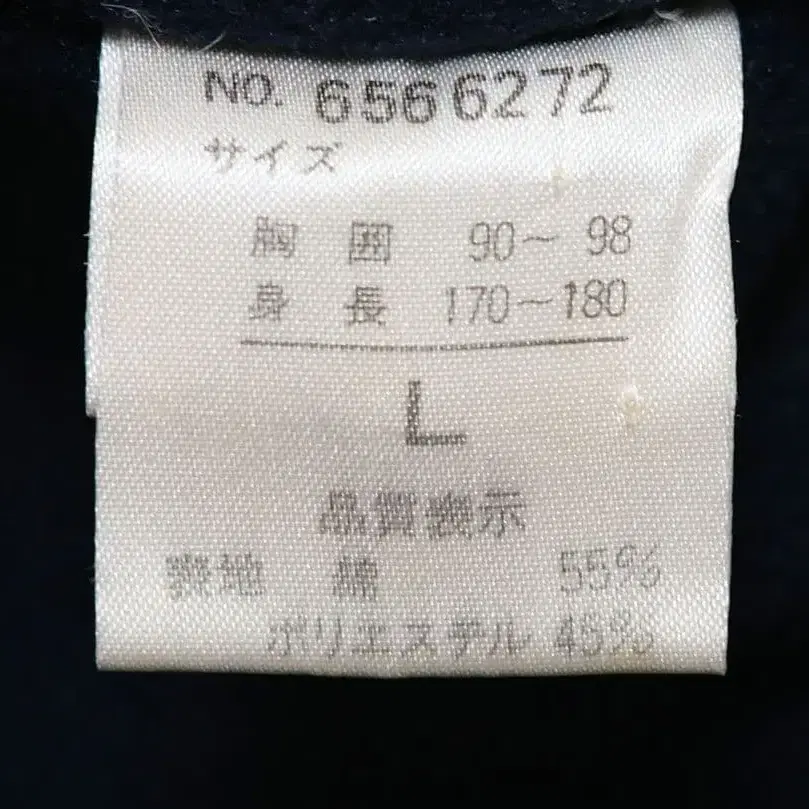 NO. 6566272
サイズ
胸 囲 90～ 98
身 長 170～180
L
品質表示
表地 綿 55%
ポリエステル 45%